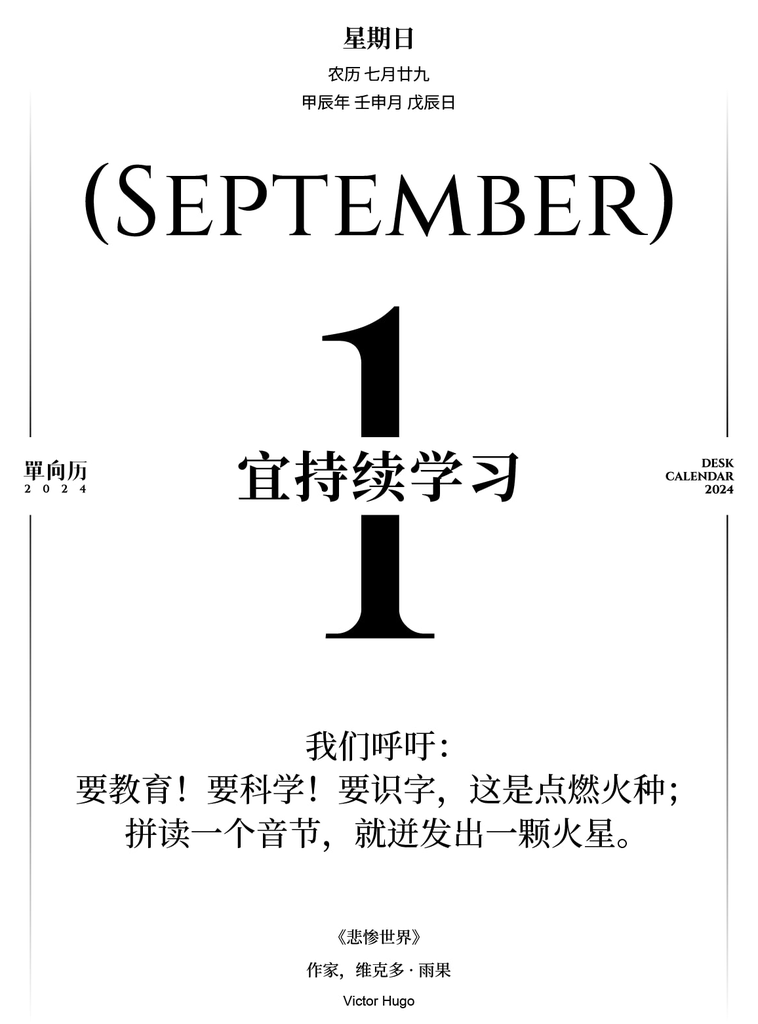 星期日
农历 七月廿九
甲辰年 壬申月 戊辰日
(SEPTEMBER)
1
宜持续学习
單向历
2024
DESK
CALENDAR
2024
我们呼吁：
要教育！要科学！要识字，这是点燃火种；
拼读一个音节，就迸发出一颗火星。
《悲惨世界》
作家，维克多·雨果
Victor Hugo